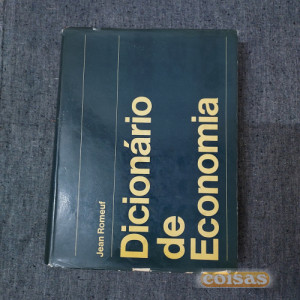 Jean Romeuf
Dicionário
de
Economia
coisas